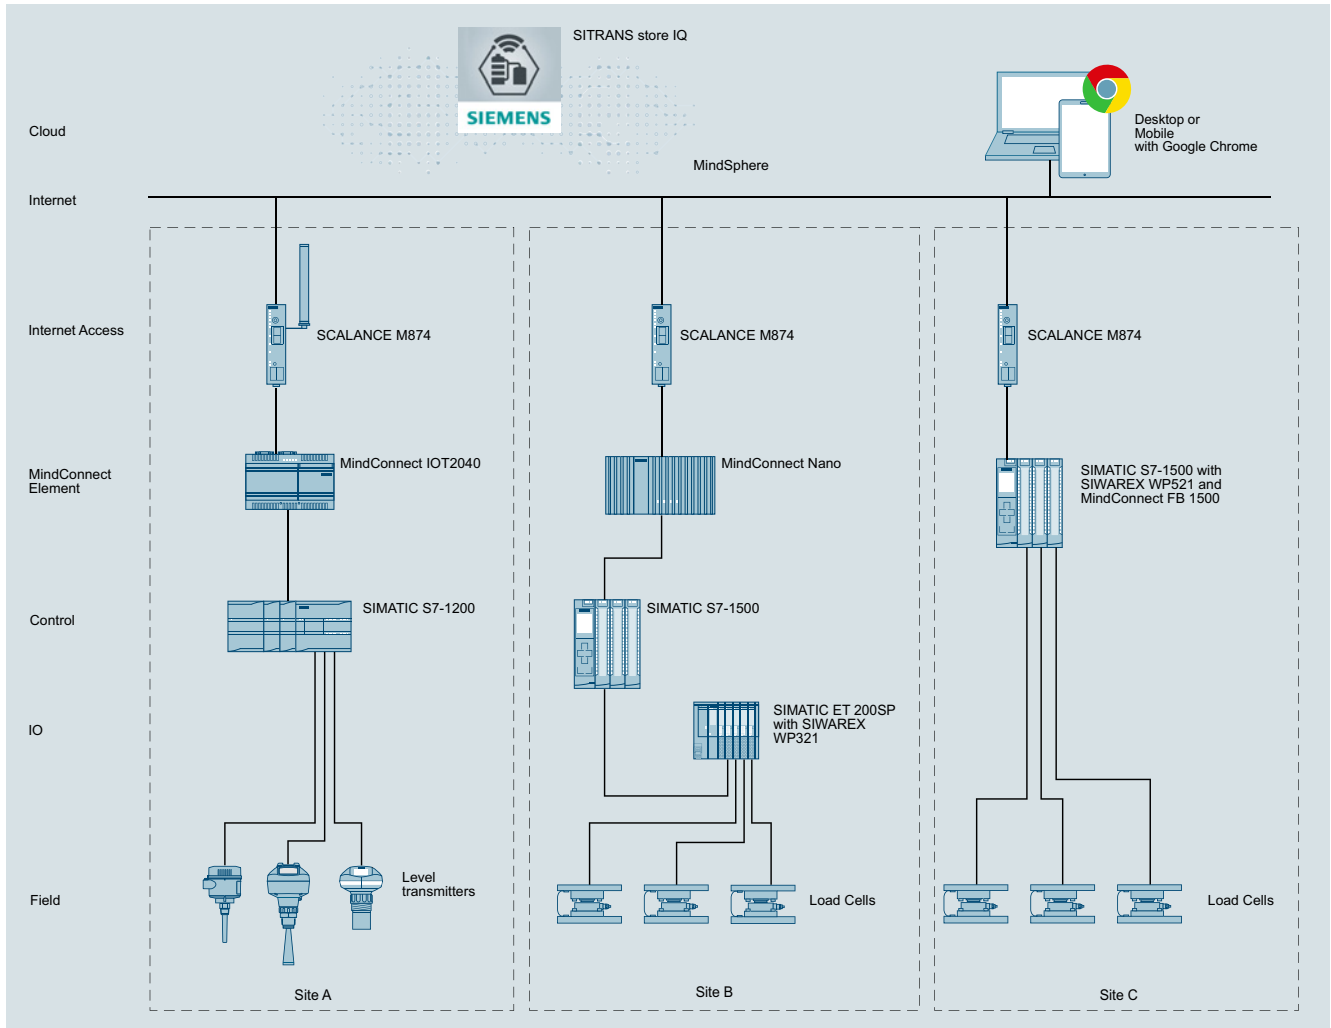 SITRANS store IQ
SIEMENS
Cloud
Desktop or
Mobile
with Google Chrome
MindSphere
Internet
Internet Access
SCALANCE M874
SCALANCE M874
SCALANCE M874
MindConnect
Element
MindConnect IOT2040
MindConnect Nano
SIMATIC S7-1500 with
SIWAREX WP521 and
MindConnect FB 1500
Control
SIMATIC S7-1200
SIMATIC S7-1500
IO
SIMATIC ET 200SP
with SIWAREX
WP321
Field
Level
transmitters
Load Cells
Load Cells
Site A
Site B
Site C